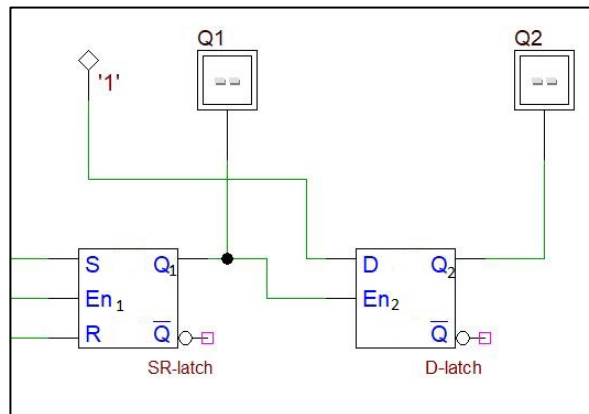 Q1
Q2
'1'
--
--
S Q1
En1
R Q̅
SR-latch
D Q2
En2
Q̅
D-latch